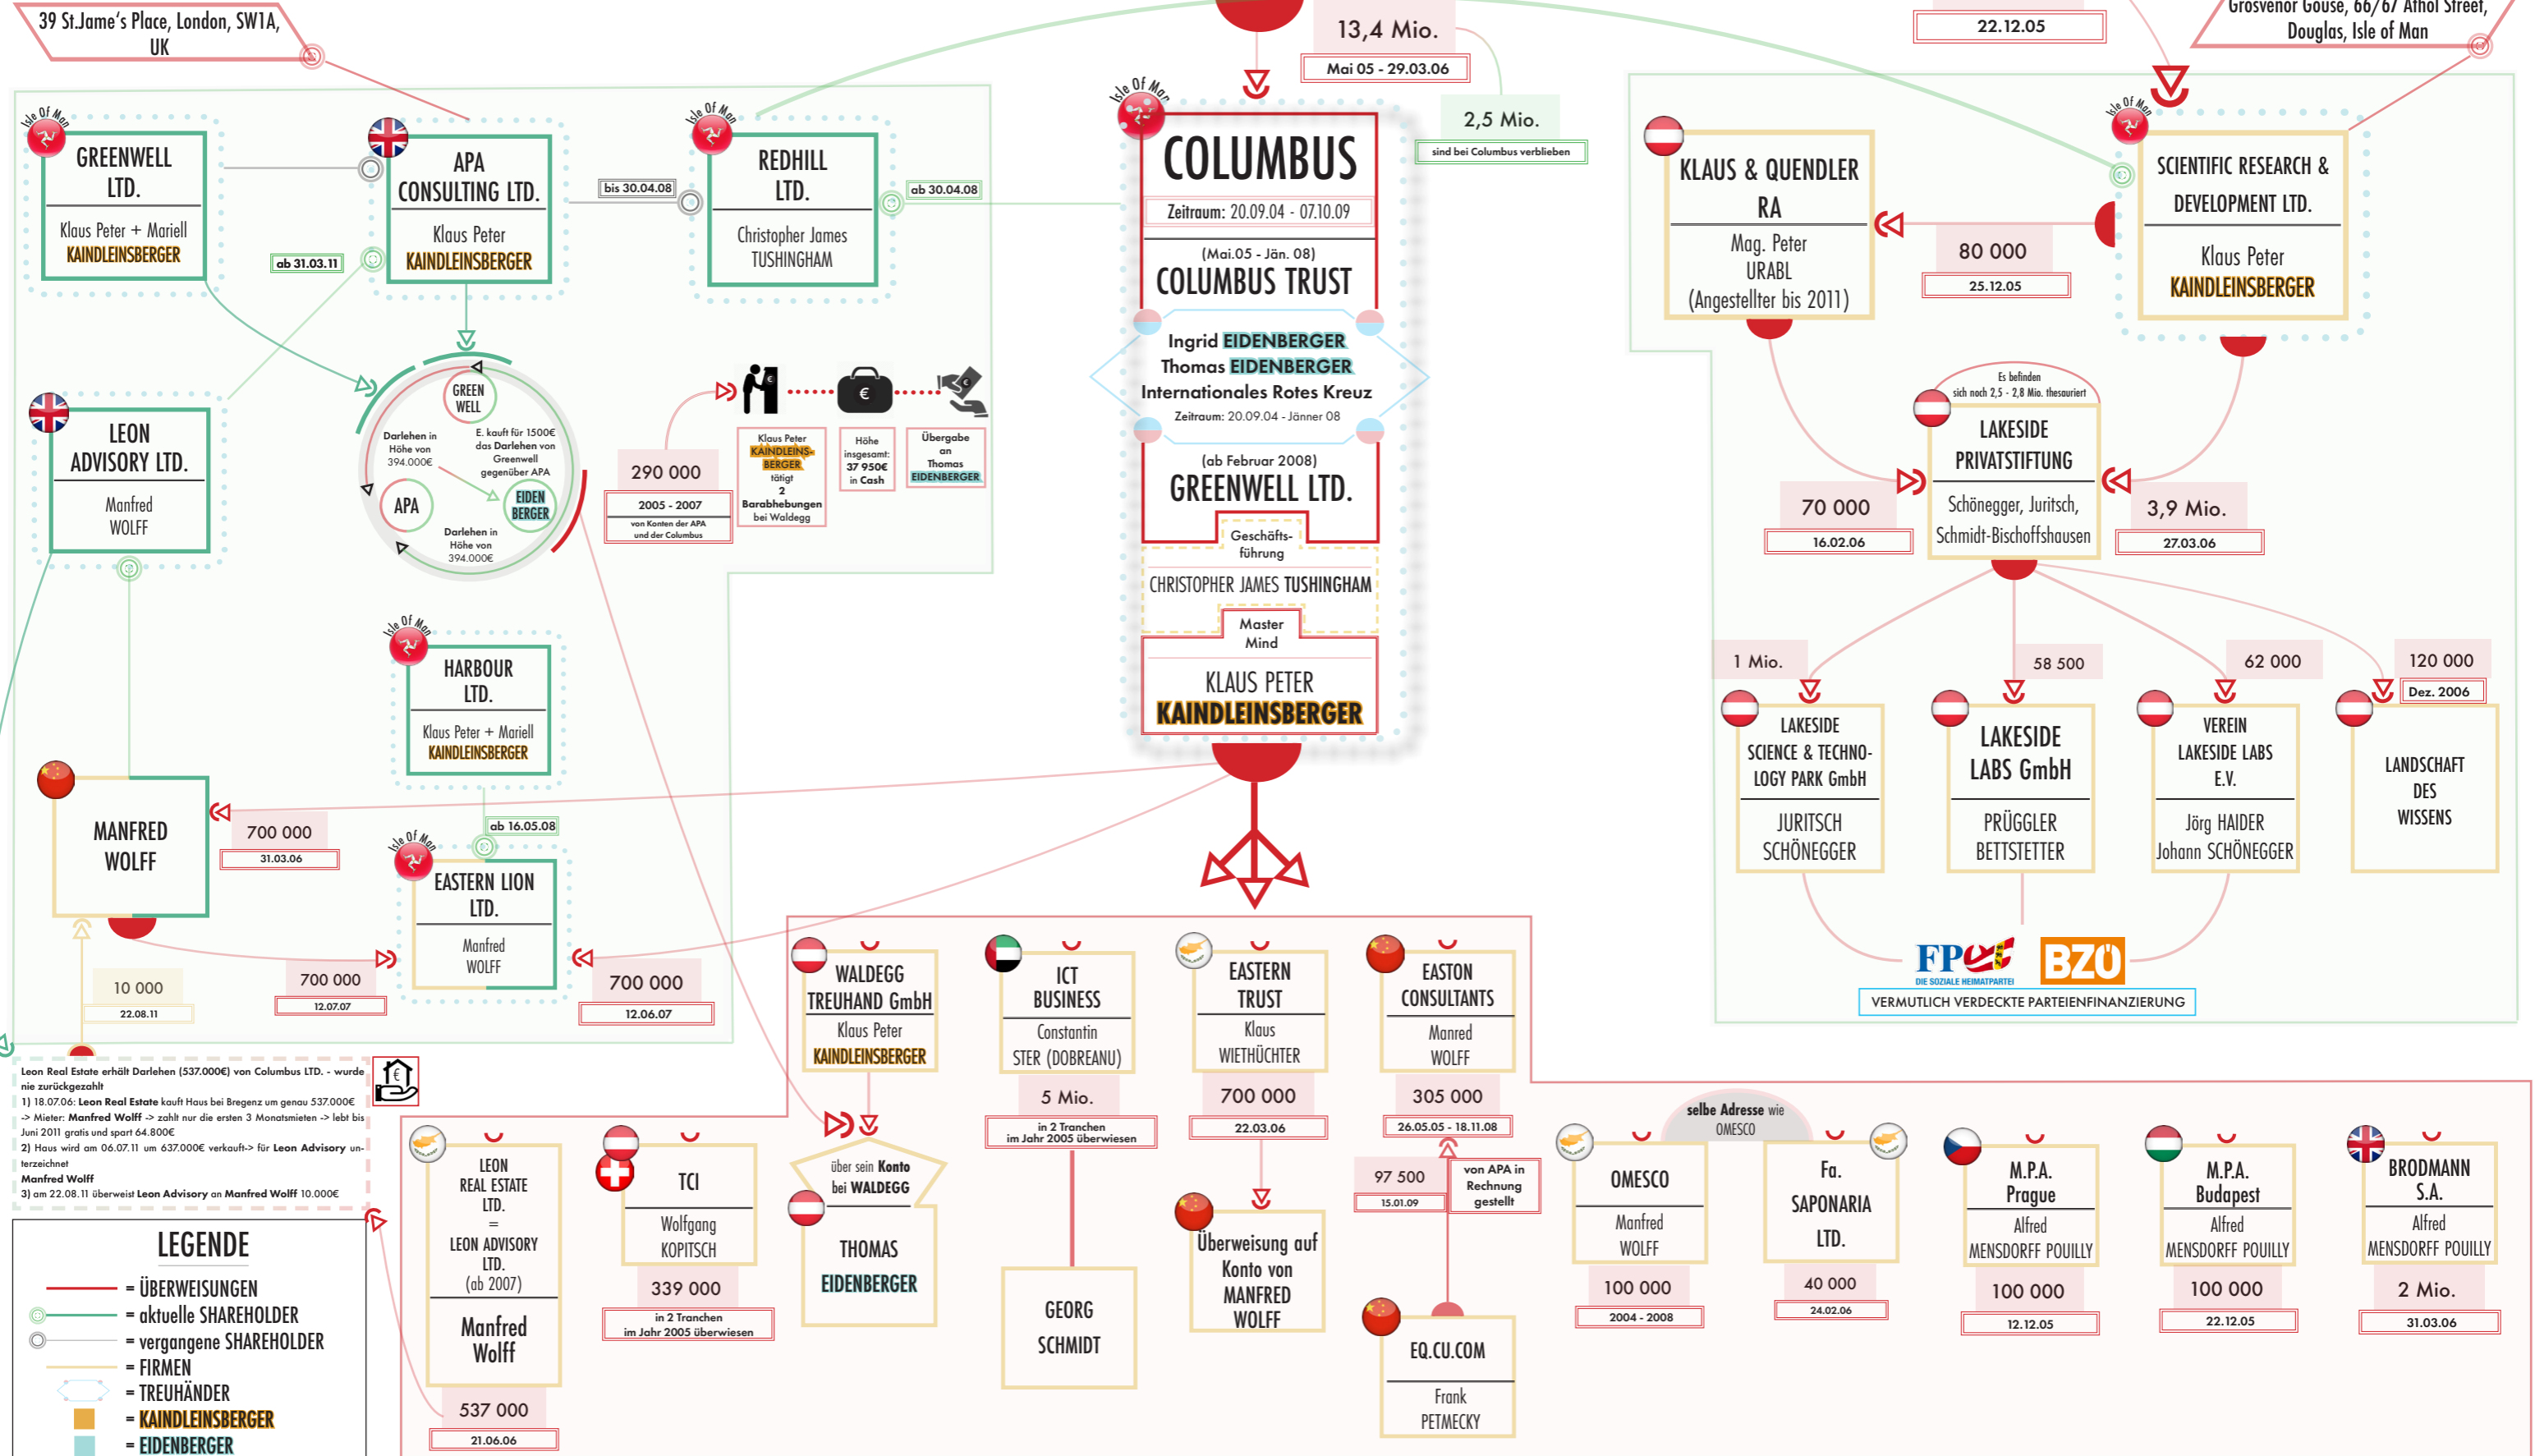 39 St.Jame's Place, London, SW1A,
UK
13,4 Mio.
Mai 05 - 29.03.06
2,5 Mio.
sind bei Columbus verblieben
22.12.05
Grosvenor Gouse, 66/67 Athol Street,
Douglas, Isle of Man
Isle Of Man
GREENWELL
LTD.
Klaus Peter + Mariell
KAINDLEINSBERGER
APA
CONSULTING LTD.
Klaus Peter
KAINDLEINSBERGER
ab 31.03.11
bis 30.04.08
Isle Of Man
REDHILL
LTD.
Christopher James
TUSHINGHAM
ab 30.04.08
LEON
ADVISORY LTD.
Manfred
WOLFF
GREEN
WELL
Darlehen in
Höhe von
394.000€
E. kauft für 1500€
das Darlehen von
Greenwell
gegenüber APA
APA
EIDEN
BERGER
Darlehen in
Höhe von
394.000€
290 000
2005 - 2007
von Konten der APA
und der Columbus
€
€
Klaus Peter
KAINDLEINS-
BERGER
tätigt
2
Barabhebungen
bei Waldegg
Höhe
insgesamt:
37 950€
in Cash
Übergabe
an
Thomas
EIDENBERGER
Isle Of Man
COLUMBUS
Zeitraum: 20.09.04 - 07.10.09
(Mai.05 - Jän. 08)
COLUMBUS TRUST
Ingrid EIDENBERGER
Thomas EIDENBERGER
Internationales Rotes Kreuz
Zeitraum: 20.09.04 - Jänner 08
(ab Februar 2008)
GREENWELL LTD.
Geschäfts-
führung
CHRISTOPHER JAMES TUSHINGHAM
Master
Mind
KLAUS PETER
KAINDLEINSBERGER
KLAUS & QUENDLER
RA
Mag. Peter
URABL
(Angestellter bis 2011)
80 000
25.12.05
Isle Of Man
SCIENTIFIC RESEARCH &
DEVELOPMENT LTD.
Klaus Peter
KAINDLEINSBERGER
Es befinden
sich noch 2,5 - 2,8 Mio. thesauriert
LAKESIDE
PRIVATSTIFTUNG
Schönegger, Juritsch,
Schmidt-Bischoffshausen
70 000
16.02.06
3,9 Mio.
27.03.06
1 Mio.
58 500
62 000
120 000
Dez. 2006
LAKESIDE
SCIENCE & TECHNO-
LOGY PARK GmbH
JURITSCH
SCHÖNEGGER
LAKESIDE
LABS GmbH
PRÜGGLER
BETTSTETTER
VEREIN
LAKESIDE LABS
E.V.
Jörg HAIDER
Johann SCHÖNEGGER
LANDSCHAFT
DES
WISSENS
FPK
DIE SOZIALE HEIMATPARTEI
BZÖ
VERMUTLICH VERDECKTE PARTEIENFINANZIERUNG
Isle Of Man
HARBOUR
LTD.
Klaus Peter + Mariell
KAINDLEINSBERGER
MANFRED
WOLFF
700 000
31.03.06
ab 16.05.08
Isle Of Man
EASTERN LION
LTD.
Manfred
WOLFF
10 000
22.08.11
700 000
12.07.07
700 000
12.06.07
Leon Real Estate erhält Darlehen (537.000€) von Columbus LTD. - wurde
nie zurückgezahlt
1) 18.07.06: Leon Real Estate kauft Haus bei Bregenz um genau 537.000€
-> Mieter: Manfred Wolff -> zahlt nur die ersten 3 Monatsmieten -> lebt bis
Juni 2011 gratis und spart 64.800€
2) Haus wird am 06.07.11 um 637.000€ verkauft-> für Leon Advisory un-
terzeichnet
Manfred Wolff
3) am 22.08.11 überweist Leon Advisory an Manfred Wolff 10.000€
€
LEGENDE
= ÜBERWEISUNGEN
= aktuelle SHAREHOLDER
= vergangene SHAREHOLDER
= FIRMEN
= TREUHÄNDER
= KAINDLEINSBERGER
= EIDENBERGER
LEON
REAL ESTATE
LTD.
=
LEON ADVISORY
LTD.
(ab 2007)
Manfred
Wolff
537 000
21.06.06
TCI
Wolfgang
KOPITSCH
339 000
in 2 Tranchen
im Jahr 2005 überwiesen
WALDEGG
TREUHAND GmbH
Klaus Peter
KAINDLEINSBERGER
über sein Konto
bei WALDEGG
THOMAS
EIDENBERGER
ICT
BUSINESS
Constantin
STER (DOBREANU)
5 Mio.
in 2 Tranchen
im Jahr 2005 überwiesen
GEORG
SCHMIDT
EASTERN
TRUST
Klaus
WIETHÜCHTER
700 000
22.03.06
Überweisung auf
Konto von
MANFRED
WOLFF
EASTON
CONSULTANTS
Manred
WOLFF
305 000
26.05.05 - 18.11.08
97 500
15.01.09
von APA in
Rechnung
gestellt
EQ.CU.COM
Frank
PETMECKY
selbe Adresse wie
OMESCO
OMESCO
Manfred
WOLFF
100 000
2004 - 2008
Fa.
SAPONARIA
LTD.
40 000
24.02.06
M.P.A.
Prague
Alfred
MENSDORFF POUILLY
100 000
12.12.05
M.P.A.
Budapest
Alfred
MENSDORFF POUILLY
100 000
22.12.05
BRODMANN
S.A.
Alfred
MENSDORFF POUILLY
2 Mio.
31.03.06